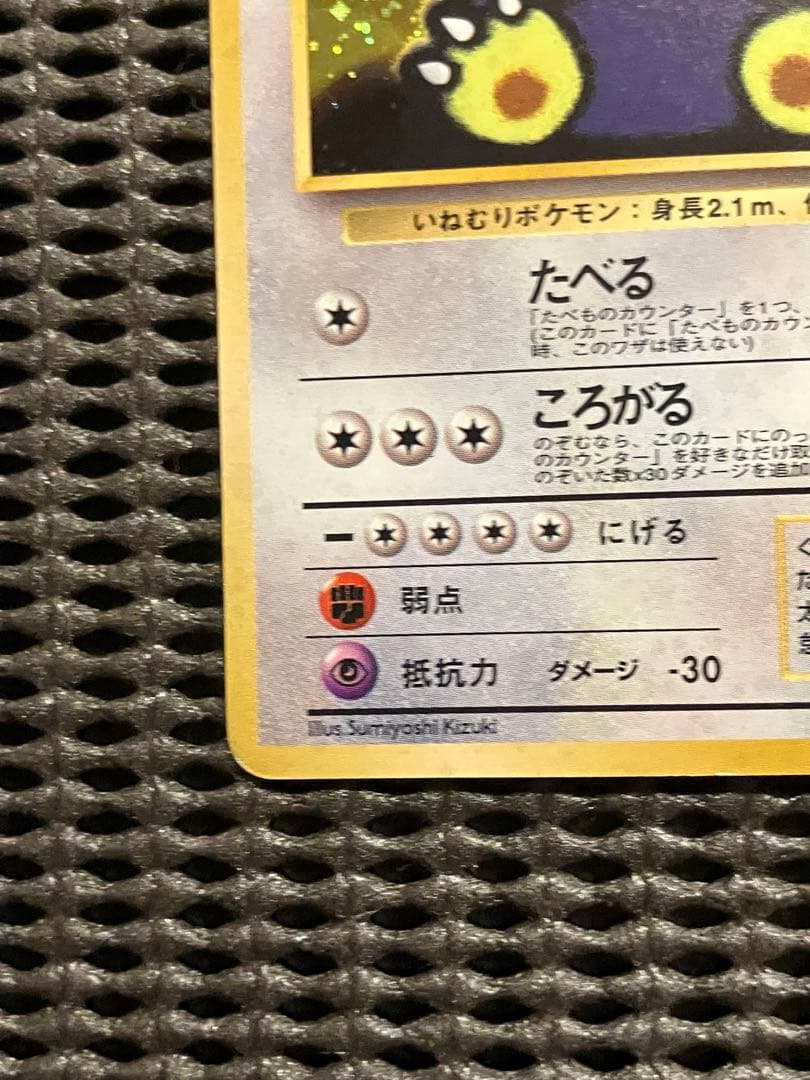 いねむりポケモン：身長2.1m、
たべる
「たべものカウンター」を1つ、
(このカードに「たべものカウン
時、このワザは使えない)
ころがる
のぞむなら、このカードにのっ
のカウンター」を好きなだけ取
のぞいた数x30ダメージを追加
にげる
弱点
抵抗力 ダメージ -30
Illus. Sumiyoshi Kizuki